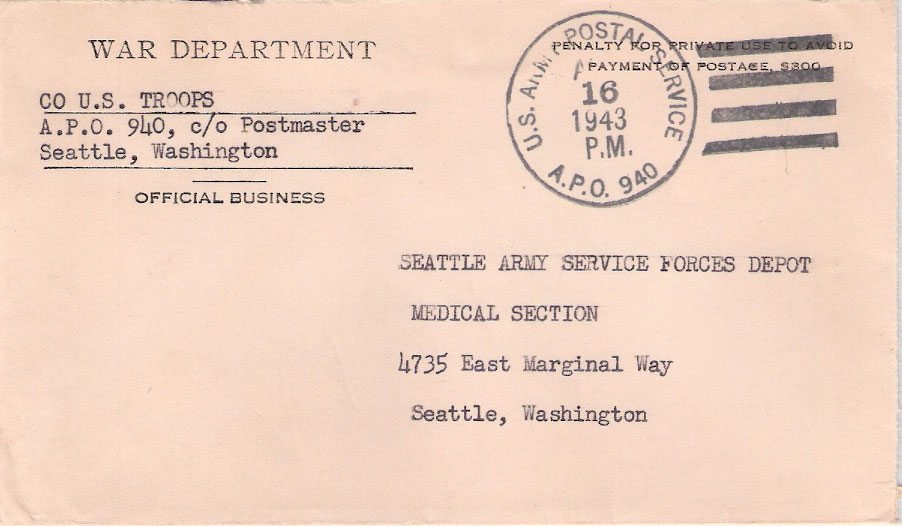 WAR DEPARTMENT
CO U.S. TROOPS
A.P.O. 940, c/o Postmaster
Seattle, Washington
OFFICIAL BUSINESS
PENALTY FOR PRIVATE USE TO AVOID
PAYMENT OF POSTAGE, $300
U.S. ARMY POSTAL SERVICE
16
1943
P.M.
A.P.O. 940
SEATTLE ARMY SERVICE FORCES DEPOT
MEDICAL SECTION
4735 East Marginal Way
Seattle, Washington